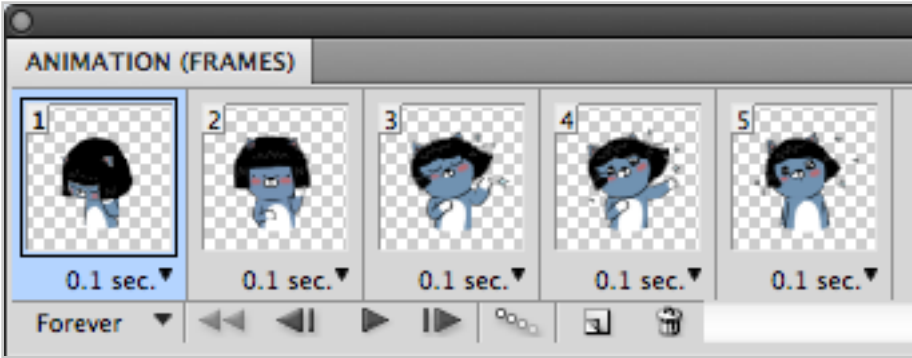 ANIMATION (FRAMES)
1 2 3 4 5
0.1 sec. 0.1 sec. 0.1 sec. 0.1 sec. 0.1 sec.
Forever